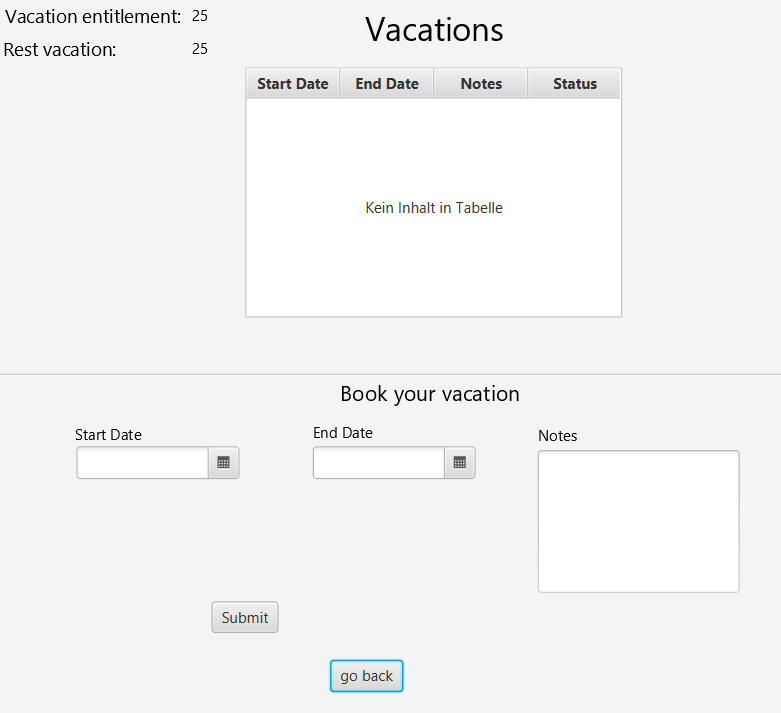 Vacation entitlement: 25
Rest vacation: 25
Vacations
Start Date End Date Notes Status
Kein Inhalt in Tabelle
Book your vacation
Start Date
End Date
Notes
Submit
go back